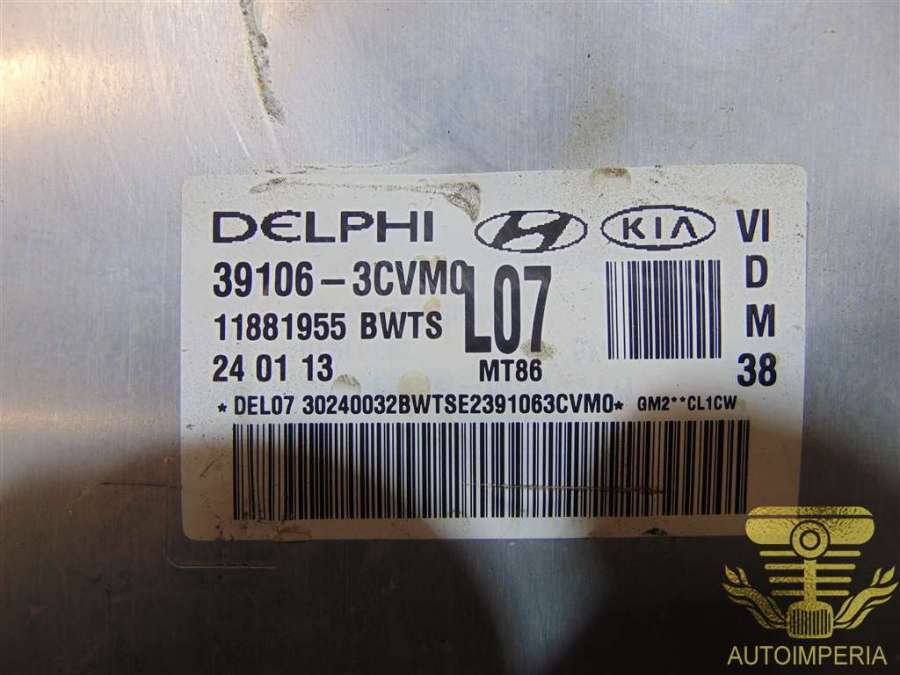 DELPHI H KIA VI
39106-3CVM0 L07 D
11881955 BWTS M
24 01 13 MT86 38
*DEL07 30240032BWTSE2391063CVM0* GM2**CL1CW
AUTOIMPERIA